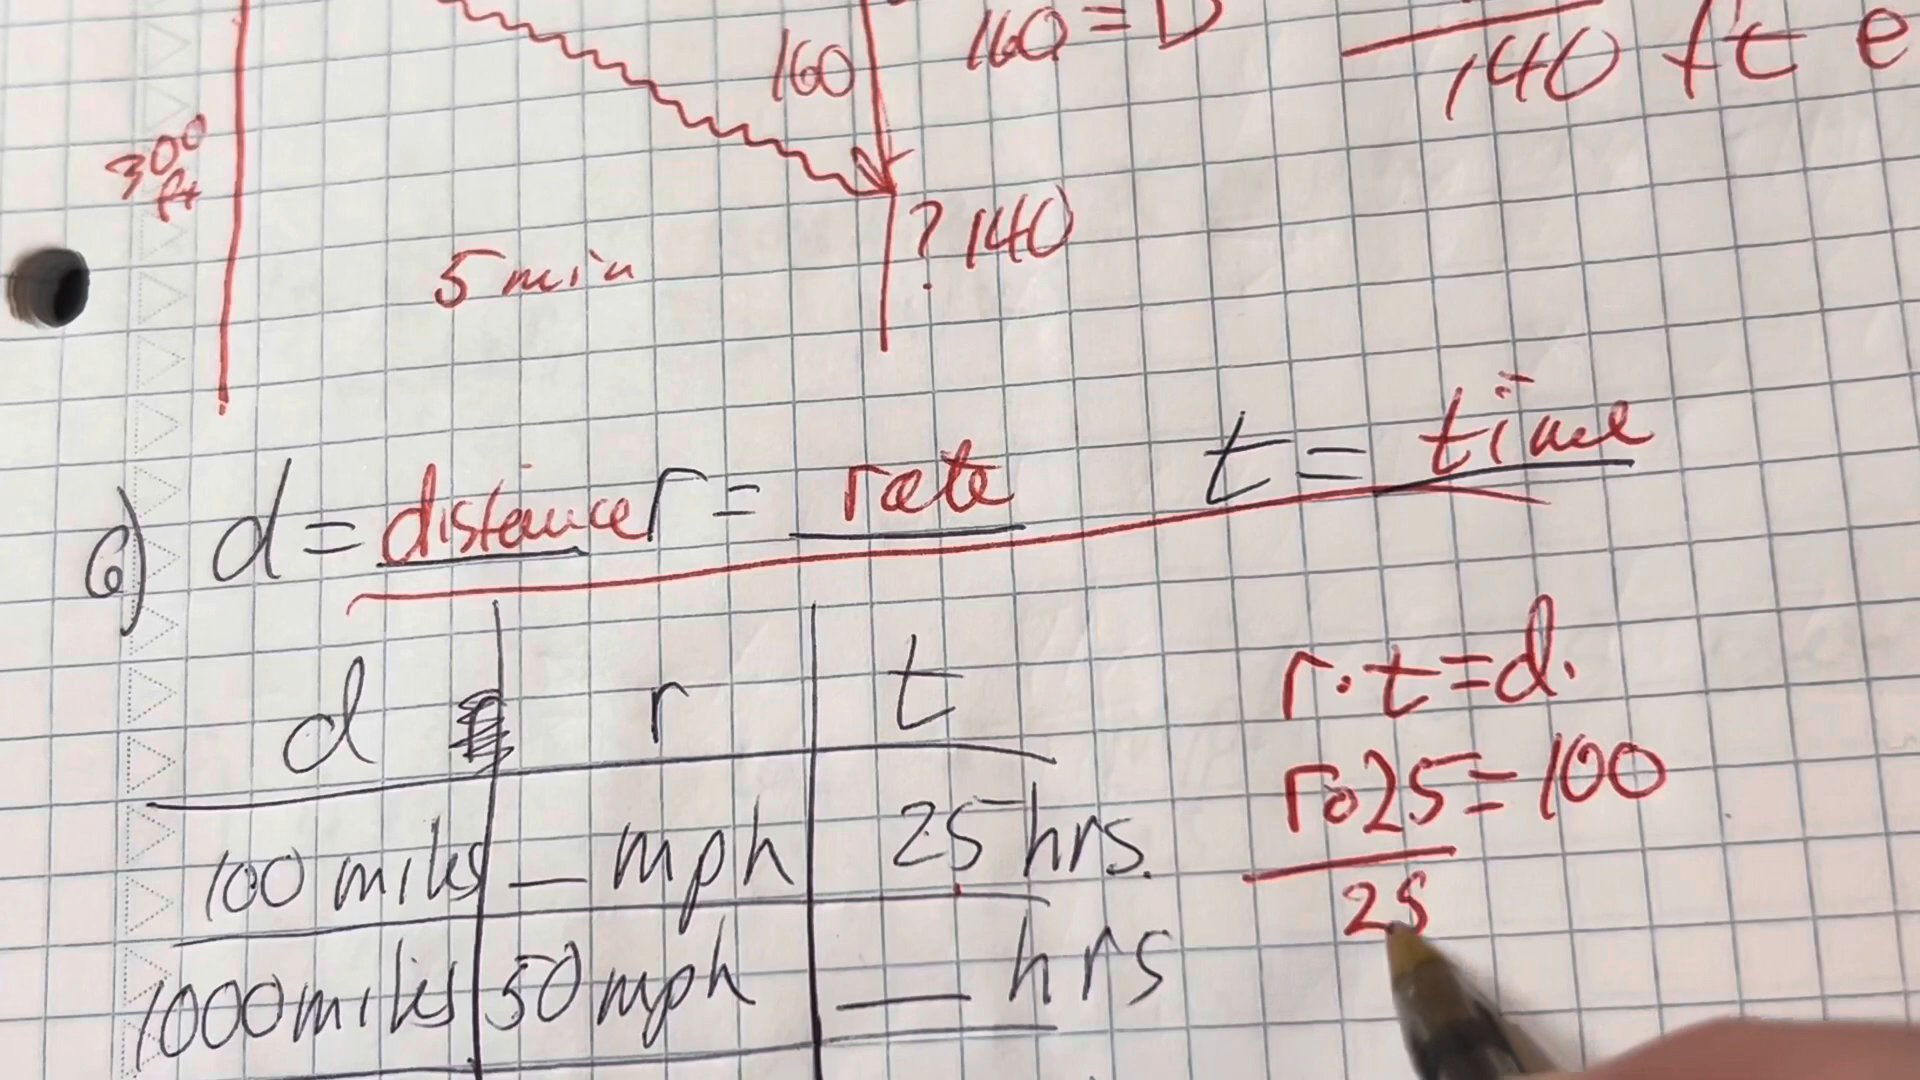 160
160 = D
140 ft e
300
ft
? 140
5 min
6) d = distance r = rate t = time
d r t
100 miles __ mph 25 hrs.
1000 miles 50 mph __ hrs
r · t = d.
r o 25 = 100
25